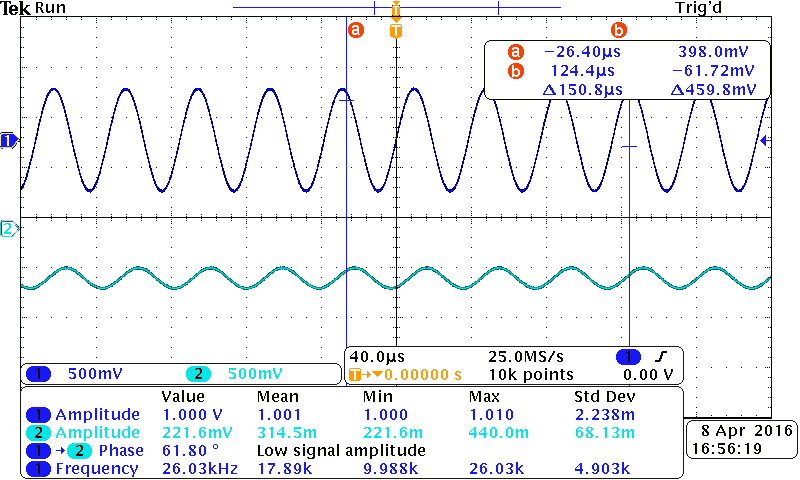 Tek Run Trig'd
a b
T
T
a −26.40µs 398.0mV
b 124.4µs −61.72mV
Δ150.8µs Δ459.8mV
1
2
1 500mV 2 500mV
40.0µs 25.0MS/s 1
T→▼0.00000 s 10k points 0.00 V
Value Mean Min Max Std Dev
1 Amplitude 1.000 V 1.001 1.000 1.010 2.238m
2 Amplitude 221.6mV 314.5m 221.6m 440.0m 68.13m
1 → 2 Phase 61.80 ° Low signal amplitude
1 Frequency 26.03kHz 17.89k 9.988k 26.03k 4.903k
8 Apr 2016
16:56:19